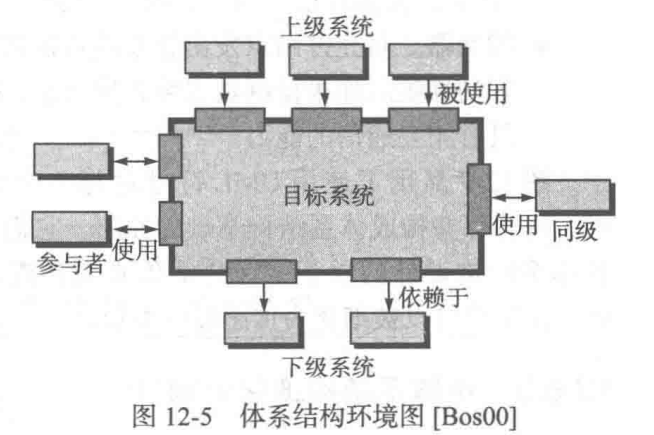 上级系统
被使用
目标系统
使用
参与者
使用
同级
依赖于
下级系统
图 12-5 体系结构环境图 [Bos00]